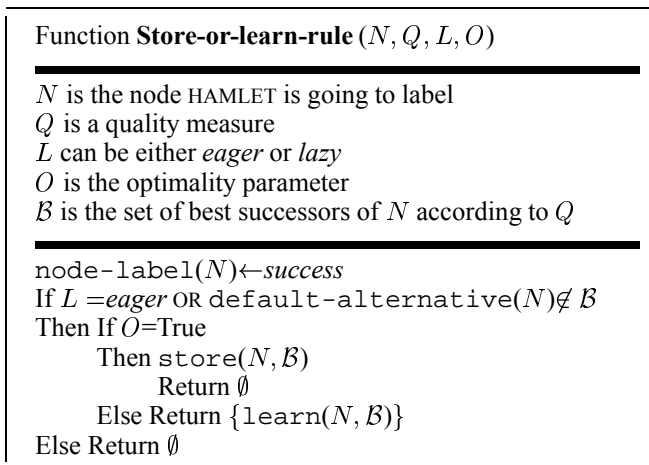 Function Store-or-learn-rule (N, Q, L, O)
N is the node HAMLET is going to label
Q is a quality measure
L can be either eager or lazy
O is the optimality parameter
ℬ is the set of best successors of N according to Q
node-label(N)←success
If L =eager OR default-alternative(N)∉ ℬ
Then If O=True
Then store(N, ℬ)
Return ∅
Else Return {learn(N, ℬ)}
Else Return ∅